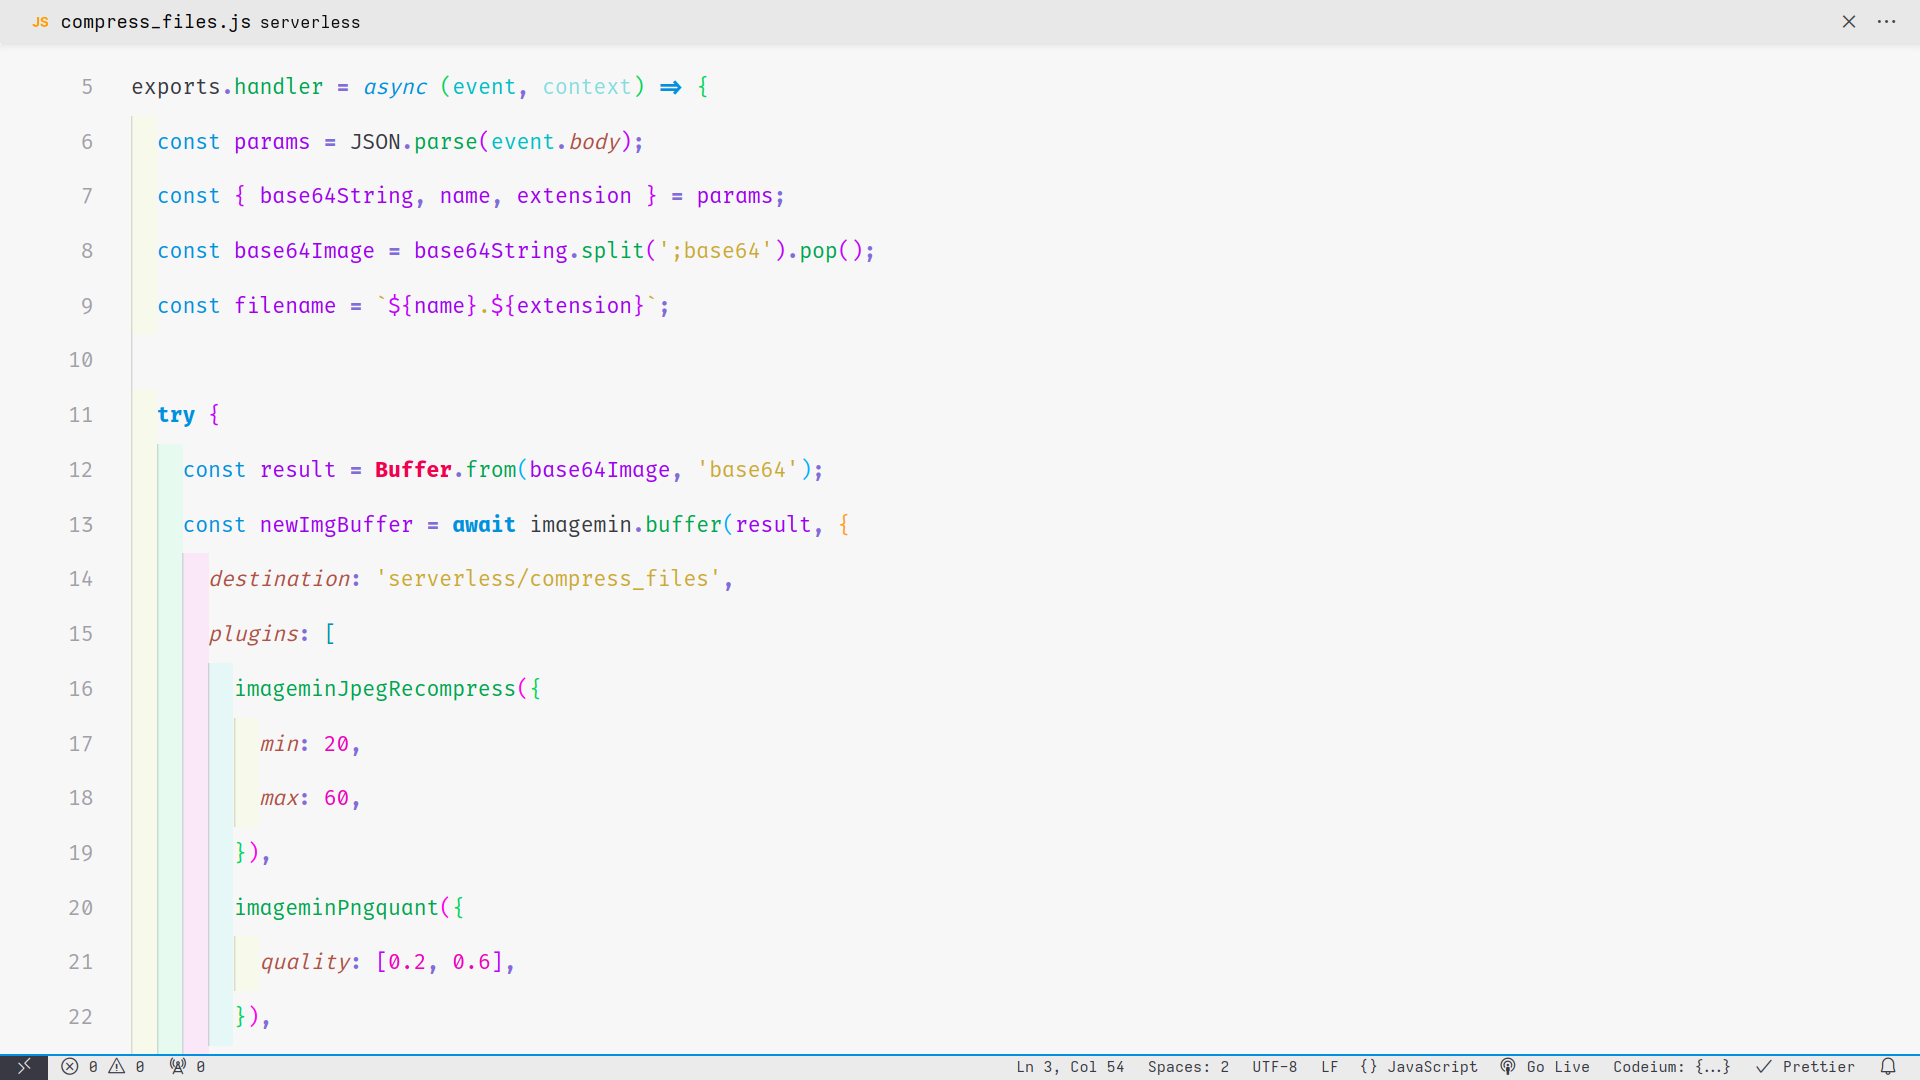 JS compress_files.js serverless
5 exports.handler = async (event, context) => {
6 const params = JSON.parse(event.body);
7 const { base64String, name, extension } = params;
8 const base64Image = base64String.split(';base64').pop();
9 const filename = `${name}.${extension}`;
10
11 try {
12 const result = Buffer.from(base64Image, 'base64');
13 const newImgBuffer = await imagemin.buffer(result, {
14 destination: 'serverless/compress_files',
15 plugins: [
16 imageminJpegRecompress({
17 min: 20,
18 max: 60,
19 }),
20 imageminPngquant({
21 quality: [0.2, 0.6],
22 }),
0 0 0 Ln 3, Col 54 Spaces: 2 UTF-8 LF {} JavaScript Go Live Codeium: {...} Prettier